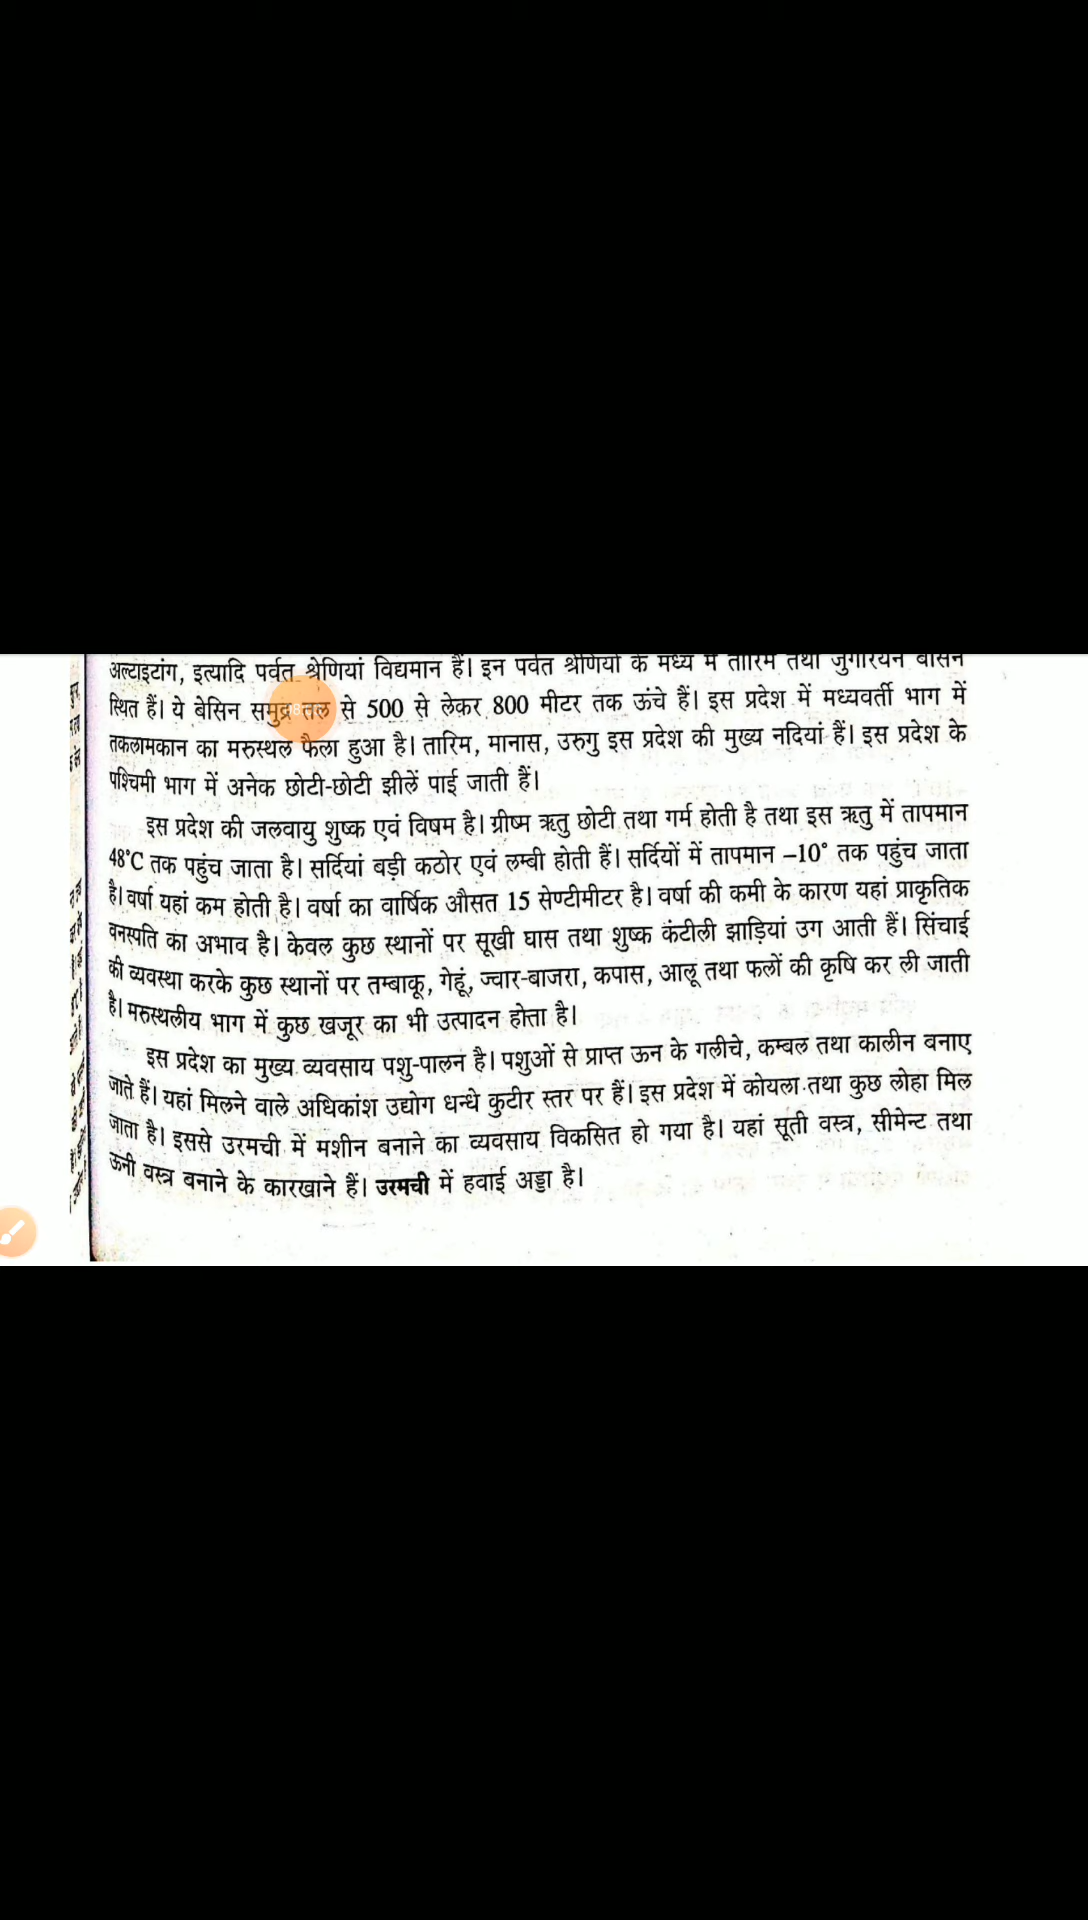 अल्टाइटांग, इत्यादि पर्वत श्रेणियां विद्यमान हैं। इन पर्वत श्रेणियों के मध्य में तारिम तथा जुंगारियन बेसिन
स्थित हैं। ये बेसिन समुद्र तल से 500 से लेकर 800 मीटर तक ऊंचे हैं। इस प्रदेश में मध्यवर्ती भाग में
तकलामकान का मरुस्थल फैला हुआ है। तारिम, मानास, उरुगु इस प्रदेश की मुख्य नदियां हैं। इस प्रदेश के
पश्चिमी भाग में अनेक छोटी-छोटी झीलें पाई जाती हैं।
इस प्रदेश की जलवायु शुष्क एवं विषम है। ग्रीष्म ऋतु छोटी तथा गर्म होती है तथा इस ऋतु में तापमान
48°C तक पहुंच जाता है। सर्दियां बड़ी कठोर एवं लम्बी होती हैं। सर्दियों में तापमान –10° तक पहुंच जाता
है। वर्षा यहां कम होती है। वर्षा का वार्षिक औसत 15 सेण्टीमीटर है। वर्षा की कमी के कारण यहां प्राकृतिक
वनस्पति का अभाव है। केवल कुछ स्थानों पर सूखी घास तथा शुष्क कंटीली झाड़ियां उग आती हैं। सिंचाई
की व्यवस्था करके कुछ स्थानों पर तम्बाकू, गेहूं, ज्वार-बाजरा, कपास, आलू तथा फलों की कृषि कर ली जाती
है। मरुस्थलीय भाग में कुछ खजूर का भी उत्पादन होता है।
इस प्रदेश का मुख्य व्यवसाय पशु-पालन है। पशुओं से प्राप्त ऊन के गलीचे, कम्बल तथा कालीन बनाए
जाते हैं। यहां मिलने वाले अधिकांश उद्योग धन्धे कुटीर स्तर पर हैं। इस प्रदेश में कोयला तथा कुछ लोहा मिल
जाता है। इससे उरमची में मशीन बनाने का व्यवसाय विकसित हो गया है। यहां सूती वस्त्र, सीमेन्ट तथा
ऊनी वस्त्र बनाने के कारखाने हैं। उरमची में हवाई अड्डा है।